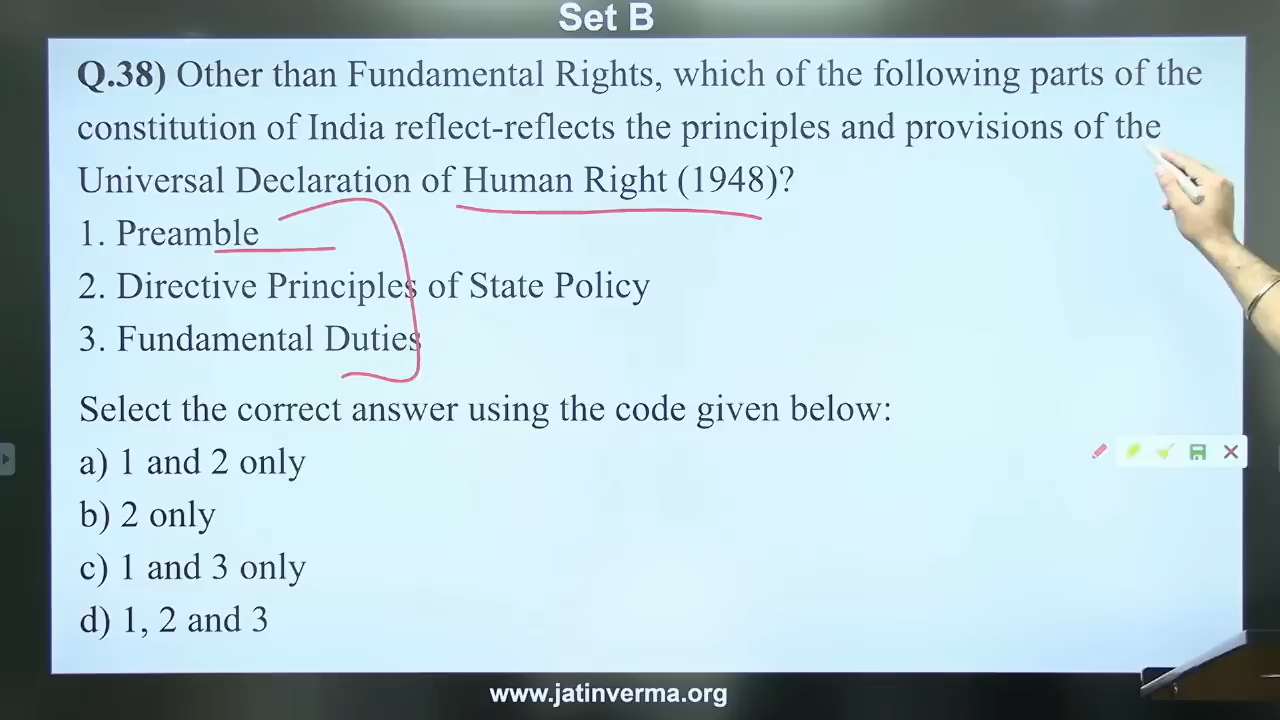 Set B
Q.38) Other than Fundamental Rights, which of the following parts of the
constitution of India reflect-reflects the principles and provisions of the
Universal Declaration of Human Right (1948)?
1. Preamble
2. Directive Principles of State Policy
3. Fundamental Duties
Select the correct answer using the code given below:
a) 1 and 2 only
b) 2 only
c) 1 and 3 only
d) 1, 2 and 3
www.jatinverma.org